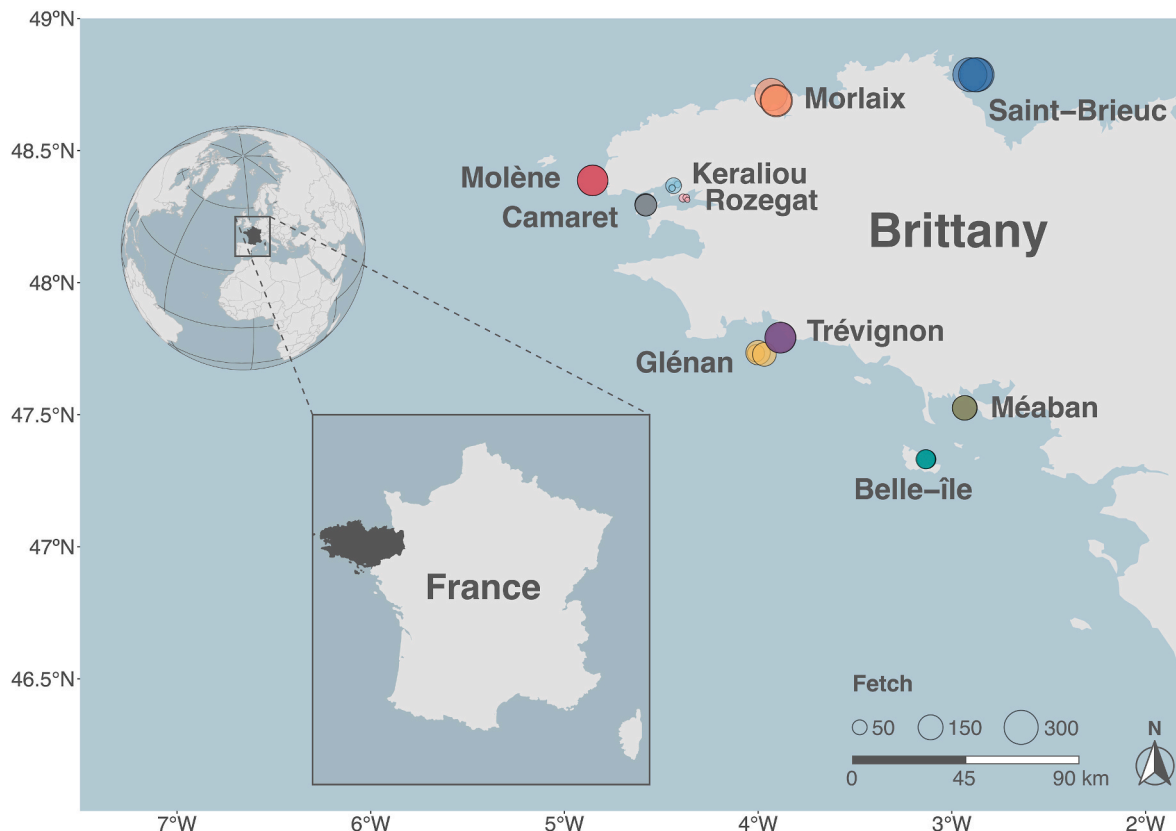 49°N
48.5°N
48°N
47.5°N
47°N
46.5°N
Morlaix
Saint–Brieuc
Molène
Keraliou
Camaret
Rozegat
Brittany
Trévignon
Glénan
Méaban
Belle–île
France
Fetch
50 150 300
N
0 45 90 km
7°W 6°W 5°W 4°W 3°W 2°W